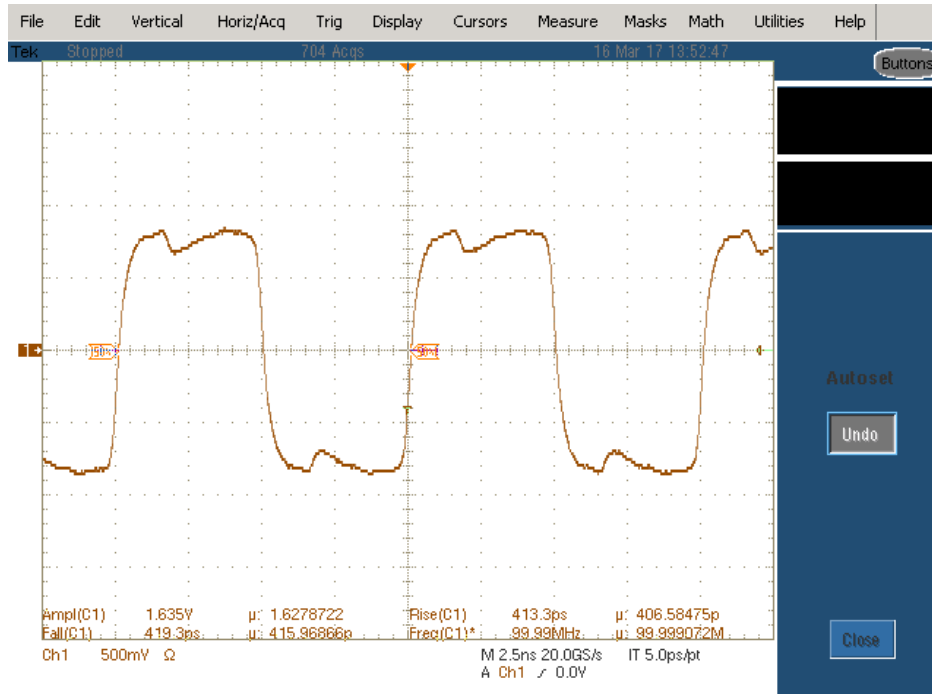 File Edit Vertical Horiz/Acq Trig Display Cursors Measure Masks Math Utilities Help
Tek Stopped 704 Acqs 16 Mar 17 13:52:47
Buttons
1
Autoset
Undo
Ampl(C1) 1.635V µ: 1.6278722 Rise(C1) 413.3ps µ: 406.58475p
Fall(C1) 419.3ps µ: 415.96866p Freq(C1)* 99.99MHz µ: 99.999072M
Close
Ch1 500mV Ω M 2.5ns 20.0GS/s IT 5.0ps/pt
A Ch1 / 0.0V